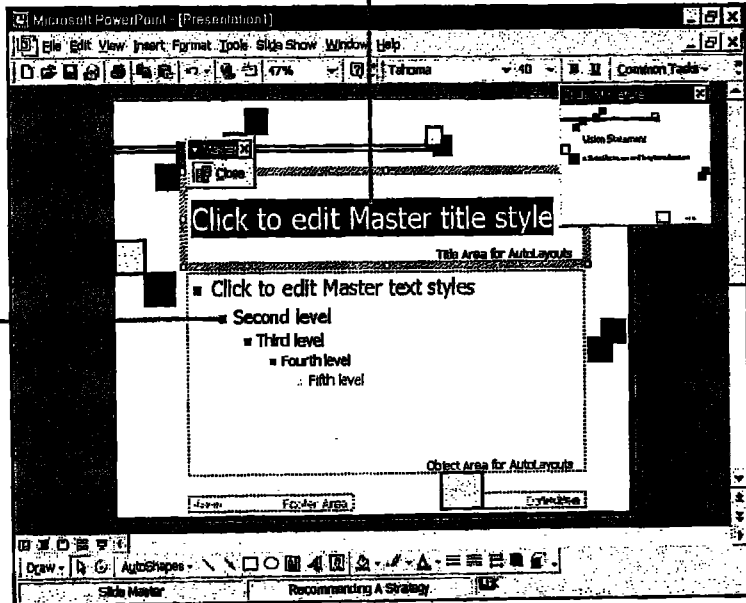 Microsoft PowerPoint - [Presentation1]
File Edit View Insert Format Tools Slide Show Window Help
47% Tahoma 40 Common Tasks
Vision Statement
Close
Click to edit Master title style
Title Area for AutoLayouts
Click to edit Master text styles
Second level
Third level
Fourth level
Fifth level
Object Area for AutoLayouts
Footer Area
Draw AutoShapes
Slide Master Recommending A Strategy